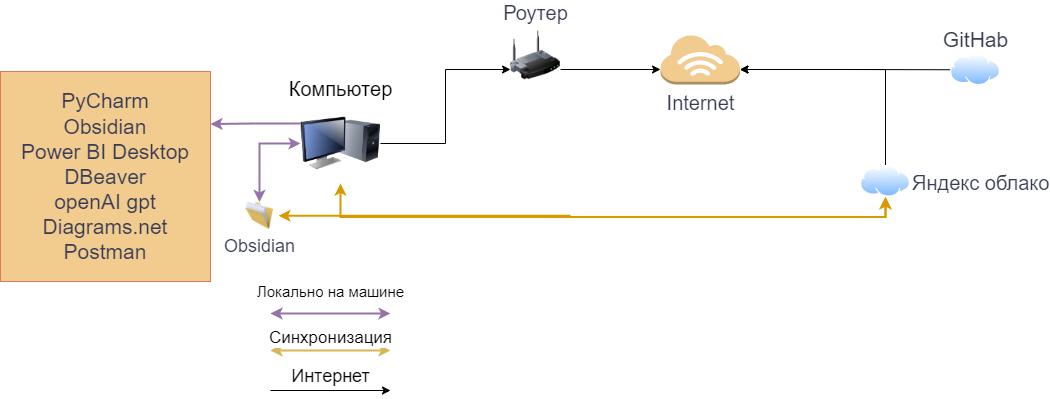 Роутер
GitHab
Компьютер
Internet
PyCharm
Obsidian
Power BI Desktop
DBeaver
openAI gpt
Diagrams.net
Postman
Яндекс облако
Obsidian
Локально на машине
Синхронизация
Интернет